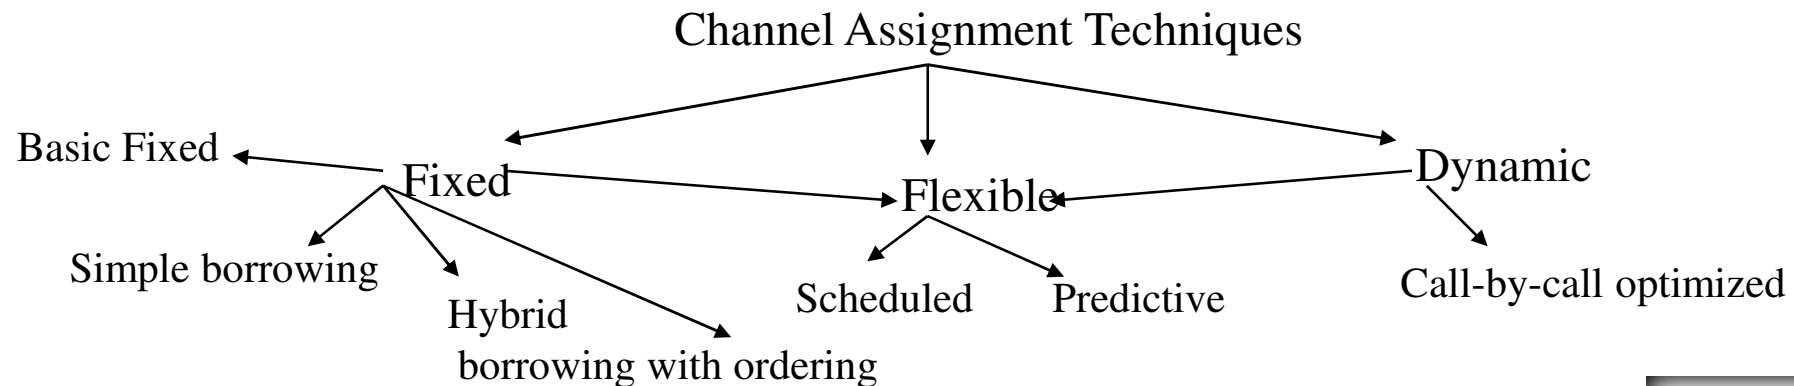 Channel Assignment Techniques
Basic Fixed
Fixed
Flexible
Dynamic
Simple borrowing
Hybrid
borrowing with ordering
Scheduled
Predictive
Call-by-call optimized